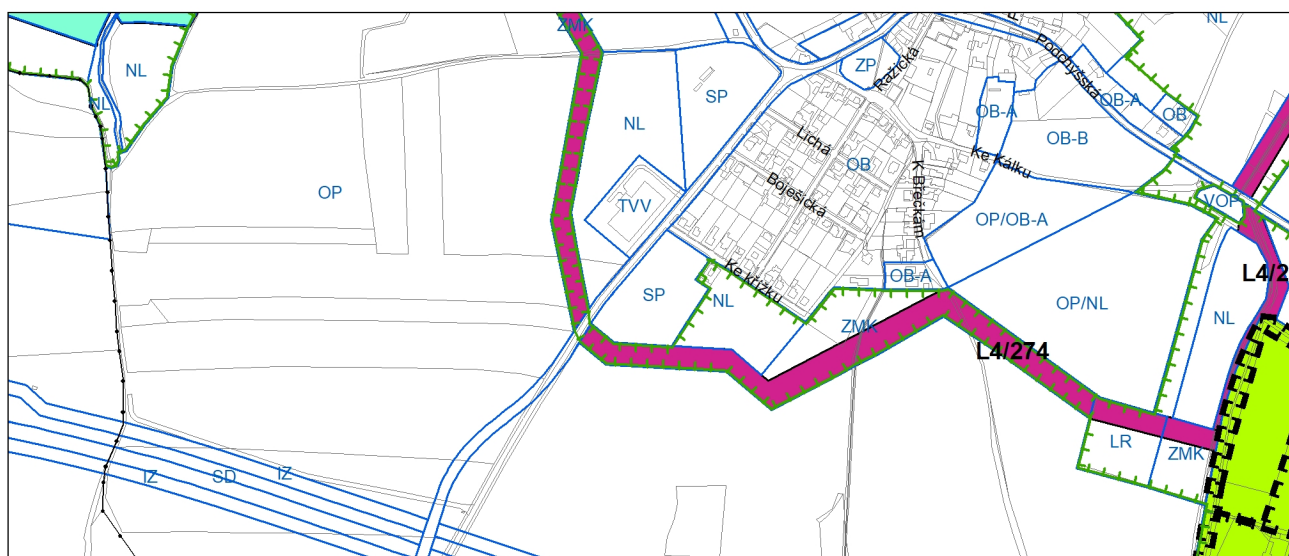 ZMK
NL
NL
NL
SP
ZP
Ražická
Podchýšská
NL
OB-A
OB
OB-A
OB-B
Lichá
OB
Ke Kálku
K Břečkám
Boješická
OP
TVV
OP/OB-A
VOP
Ke křížku
OB-A
L4/2
SP
NL
ZMK
OP/NL
NL
L4/274
LR
ZMK
IZ
SD
IZ